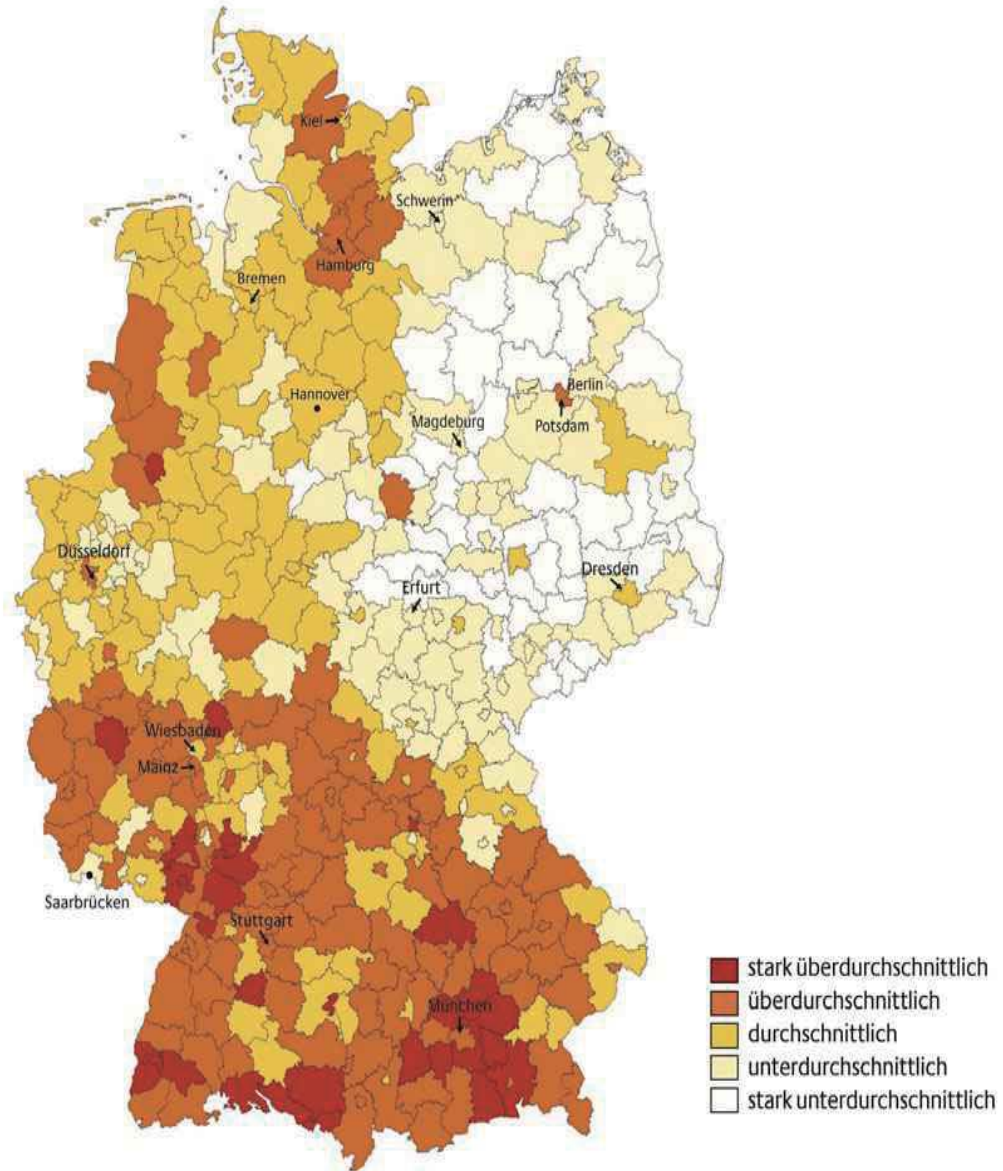 Kiel
Schwerin
Hamburg
Bremen
Hannover
Berlin
Magdeburg
Potsdam
Düsseldorf
Dresden
Erfurt
Wiesbaden
Mainz
Saarbrücken
Stuttgart
München
stark überdurchschnittlich
überdurchschnittlich
durchschnittlich
unterdurchschnittlich
stark unterdurchschnittlich